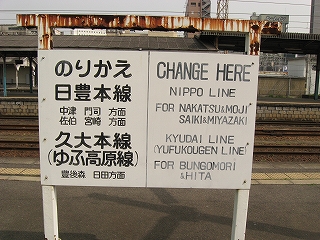 のりかえ
日豊本線
中津 門司 方面
佐伯 宮崎 方面
久大本線
(ゆふ高原線)
豊後森 日田方面
CHANGE HERE
NIPPO LINE
FOR NAKATSU&MOJI
SAIKI&MIYAZAKI
KYUDAI LINE
(YUFUKOUGEN LINE)
FOR BUNGOMORI
&HITA